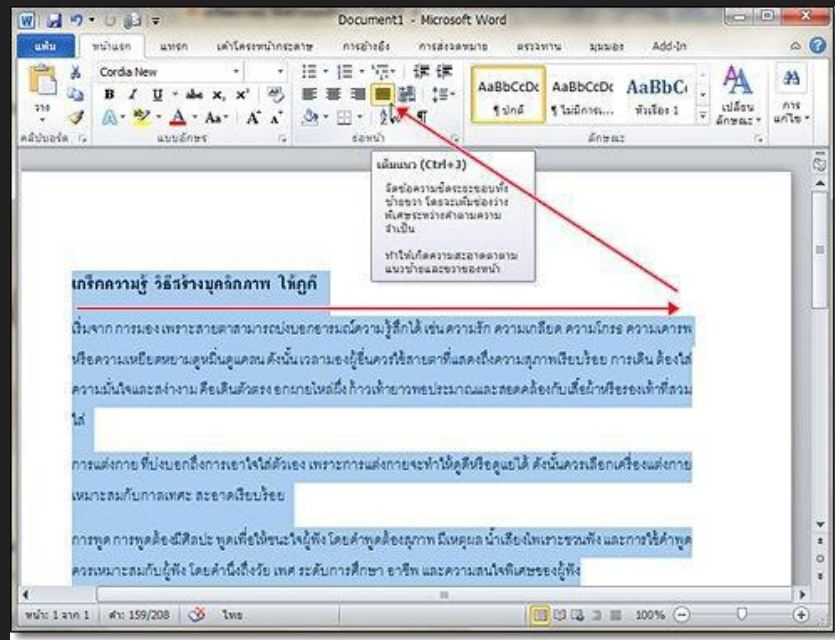 Document1 - Microsoft Word
แฟ้ม หน้าแรก แทรก เค้าโครงหน้ากระดาษ การอ้างอิง การส่งจดหมาย ตรวจทาน มุมมอง Add-In
Cordia New
AaBbCcDc AaBbCcDc AaBbC
วาง ¶ ปกติ ¶ ไม่มีการ... หัวเรื่อง 1 เปลี่ยนลักษณะ การแก้ไข
คลิปบอร์ด แบบอักษร ย่อหน้า ลักษณะ
เต็มแนว (Ctrl+3)
จัดข้อความชิดระยะขอบทั้ง
ซ้ายขวา โดยจะเพิ่มช่องว่าง
พิเศษระหว่างคำตามความ
จำเป็น
ทำให้เกิดความสะอาดตาตาม
แนวซ้ายและขวาของหน้า
เกร็ดความรู้ วิธีสร้างบุคลิกภาพ ให้ดูดี
เริ่มจาก การมอง เพราะสายตาสามารถบ่งบอกอารมณ์ความรู้สึกได้ เช่นความรัก ความเกลียด ความโกรธ ความเคารพ
หรือความเหยียดหยามดูหมิ่นดูแคลน ดังนั้น เวลามองผู้อื่นควรใช้สายตาที่แสดงถึงความสุภาพเรียบร้อย การเดิน ต้องใส่
ความมั่นใจและสง่างาม คือเดินตัวตรง อกผายไหล่ผึ่ง ก้าวเท้ายาวพอประมาณและสอดคล้องกับเสื้อผ้าหรือรองเท้าที่สวม
ใส่
การแต่งกาย ที่บ่งบอกถึงการเอาใจใส่ตัวเอง เพราะการแต่งกายจะทำให้ดูดีหรือดูแย่ได้ ดังนั้นควรเลือกเครื่องแต่งกาย
เหมาะสมกับกาลเทศะ สะอาดเรียบร้อย
การพูด การพูดต้องมีศิลปะ พูดเพื่อให้ชนะใจผู้ฟัง โดยคำพูดต้องสุภาพ มีเหตุผล น้ำเสียงไพเราะชวนฟัง และการใช้คำพูด
ควรเหมาะสมกับผู้ฟัง โดยคำนึงถึงวัย เพศ ระดับการศึกษา อาชีพ และความสนใจพิเศษของผู้ฟัง
หน้า: 1 จาก 1 คำ: 159/208 ไทย 100%